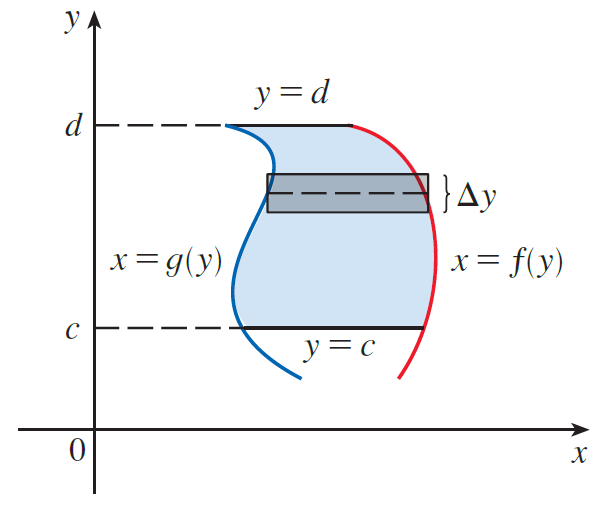 y
y = d
d
Δy
x = g(y)
x = f(y)
c
y = c
0
x